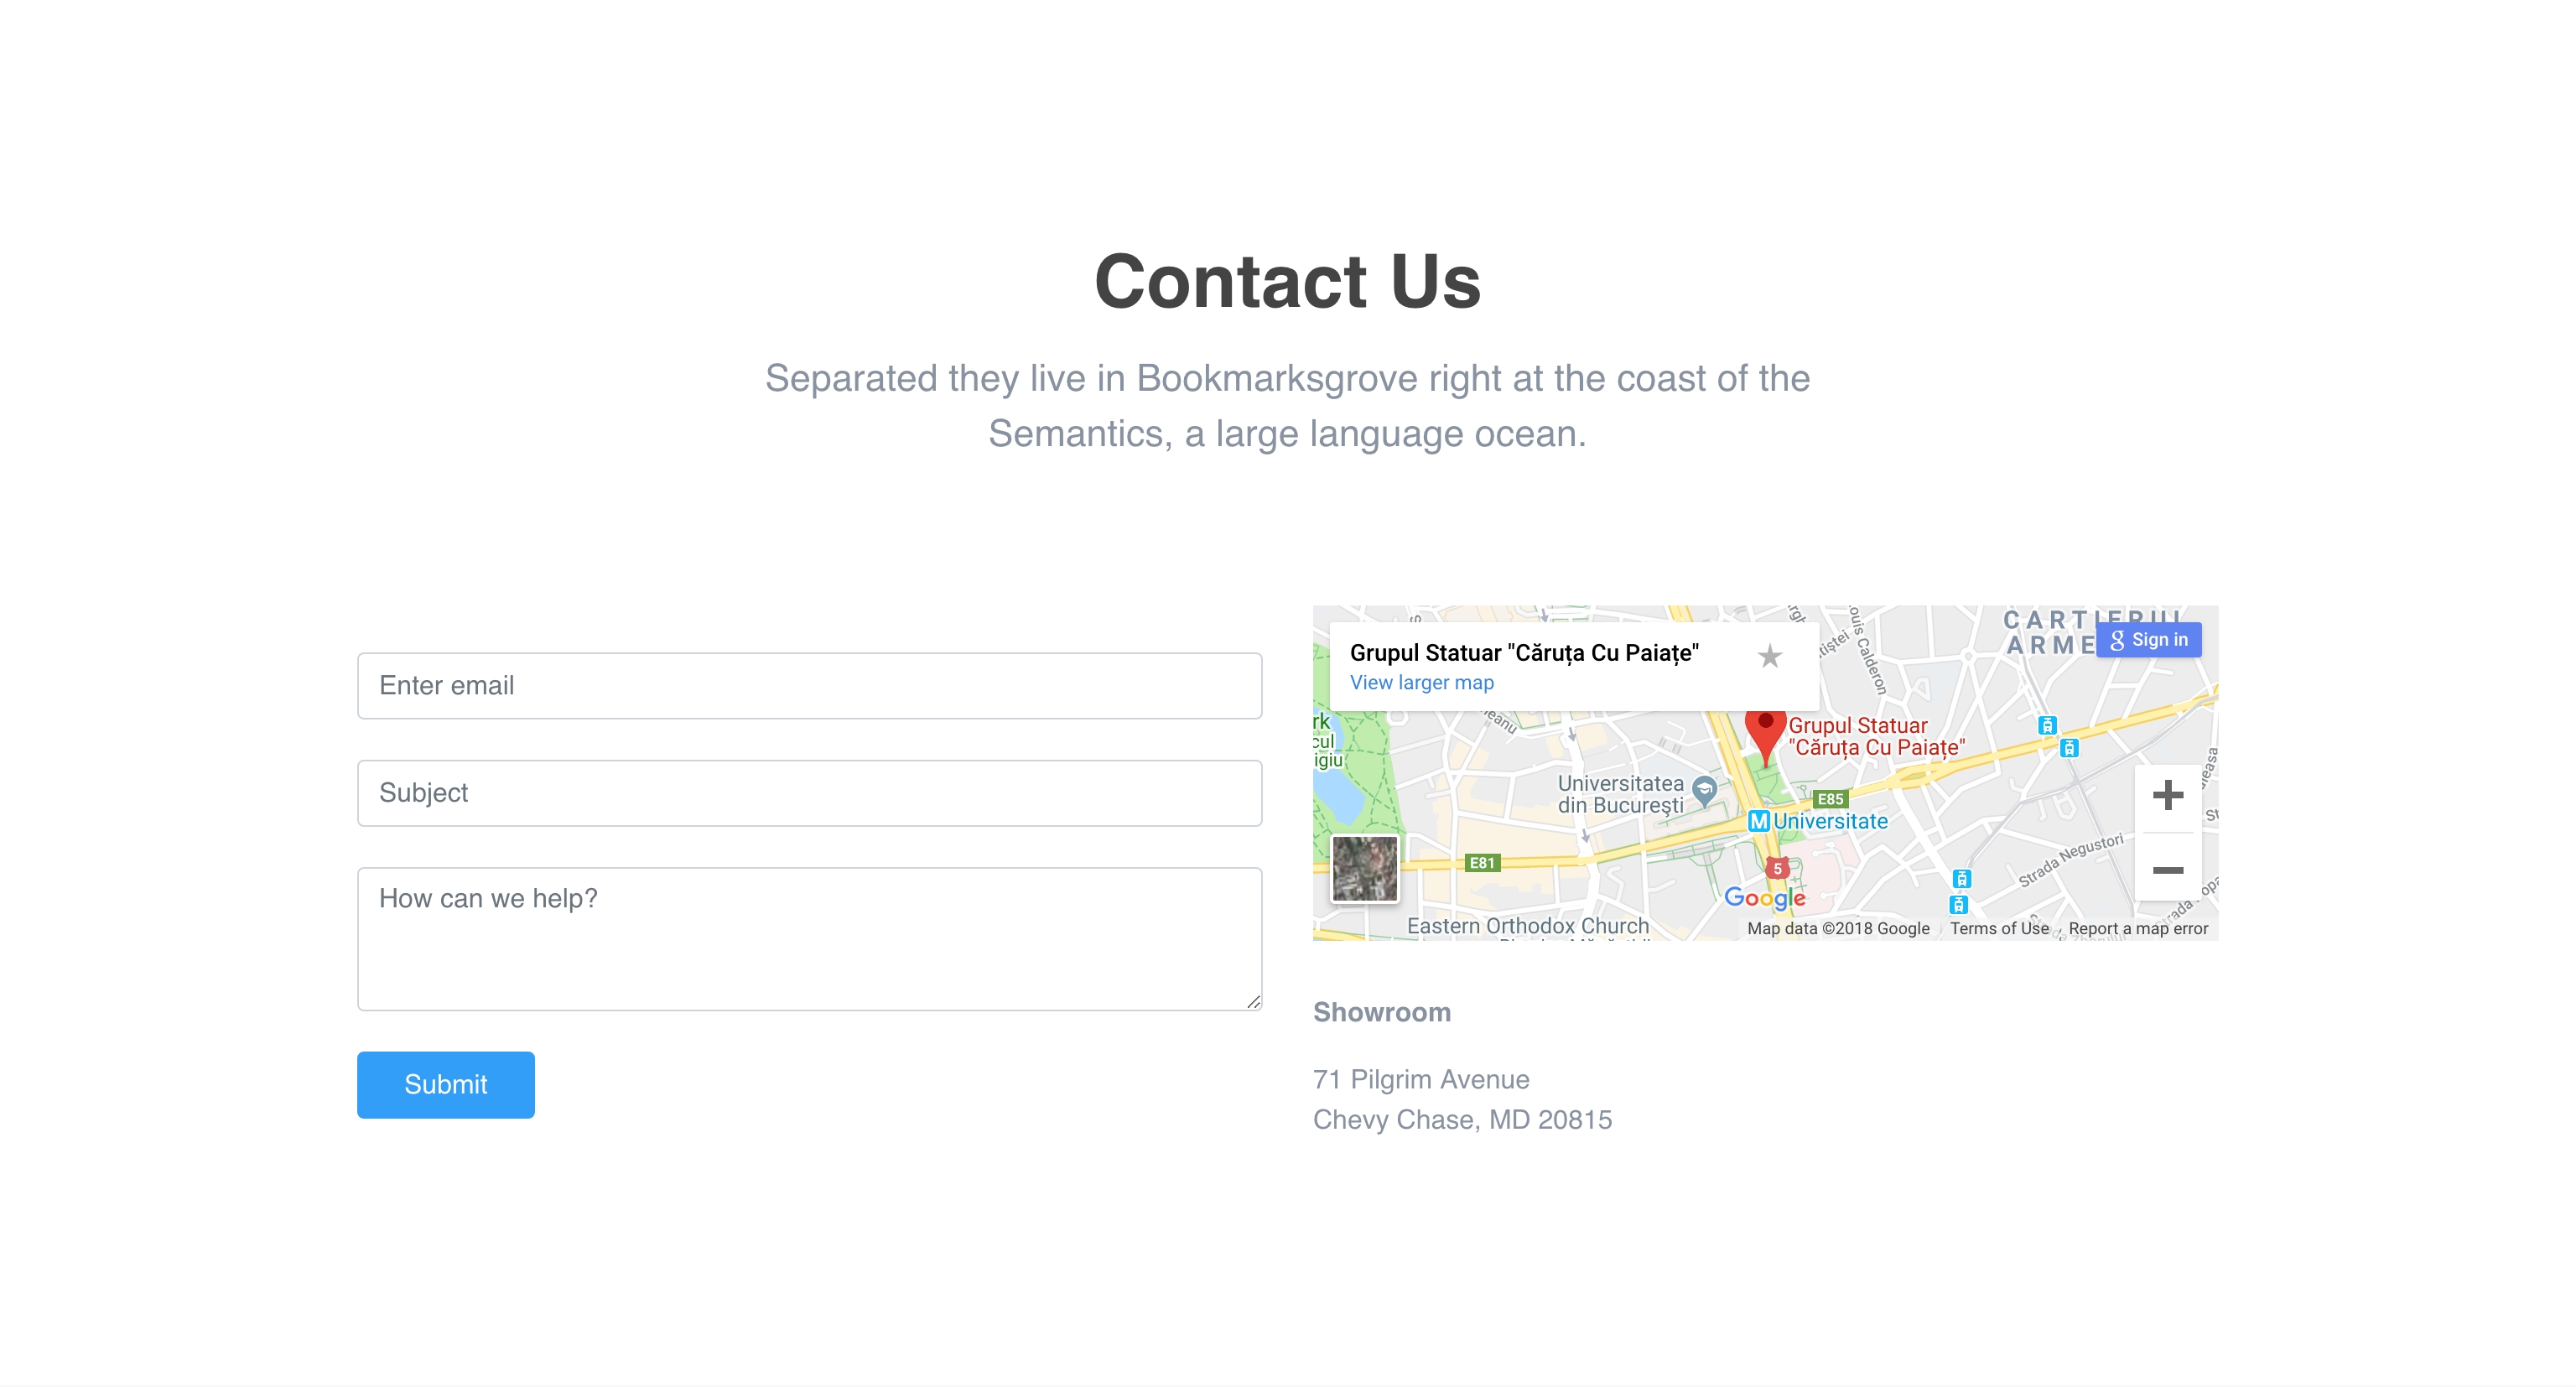 Contact Us
Separated they live in Bookmarksgrove right at the coast of the
Semantics, a large language ocean.
Enter email
Subject
How can we help?
Submit
Grupul Statuar "Căruța Cu Paiațe"
View larger map
CARTIERUL
ARME
Sign in
Grupul Statuar
"Căruța Cu Paiațe"
rk
cul
igiu
Universitatea
din Bucureşti
E85
M Universitate
E81
5
Strada Negustori
Google
Eastern Orthodox Church
Map data ©2018 Google
Terms of Use
Report a map error
Showroom
71 Pilgrim Avenue
Chevy Chase, MD 20815